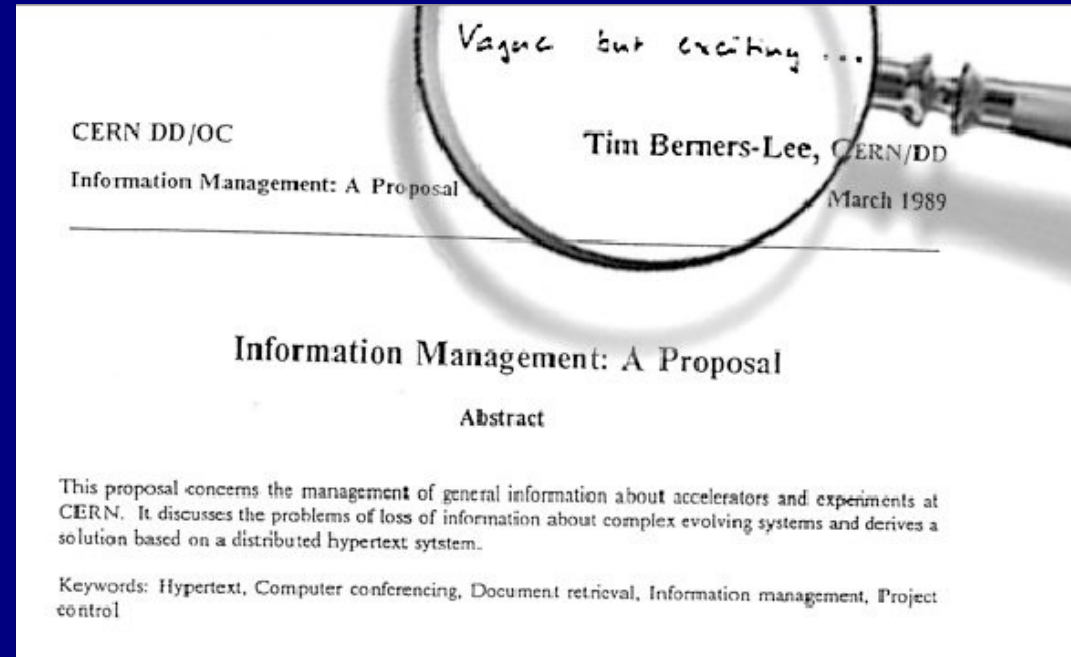 Vague but exciting ...
CERN DD/OC
Tim Berners-Lee, CERN/DD
Information Management: A Proposal
March 1989
Information Management: A Proposal
Abstract
This proposal concerns the management of general information about accelerators and experiments at
CERN. It discusses the problems of loss of information about complex evolving systems and derives a
solution based on a distributed hypertext sytstem.
Keywords: Hypertext, Computer conferencing, Document retrieval, Information management, Project
control